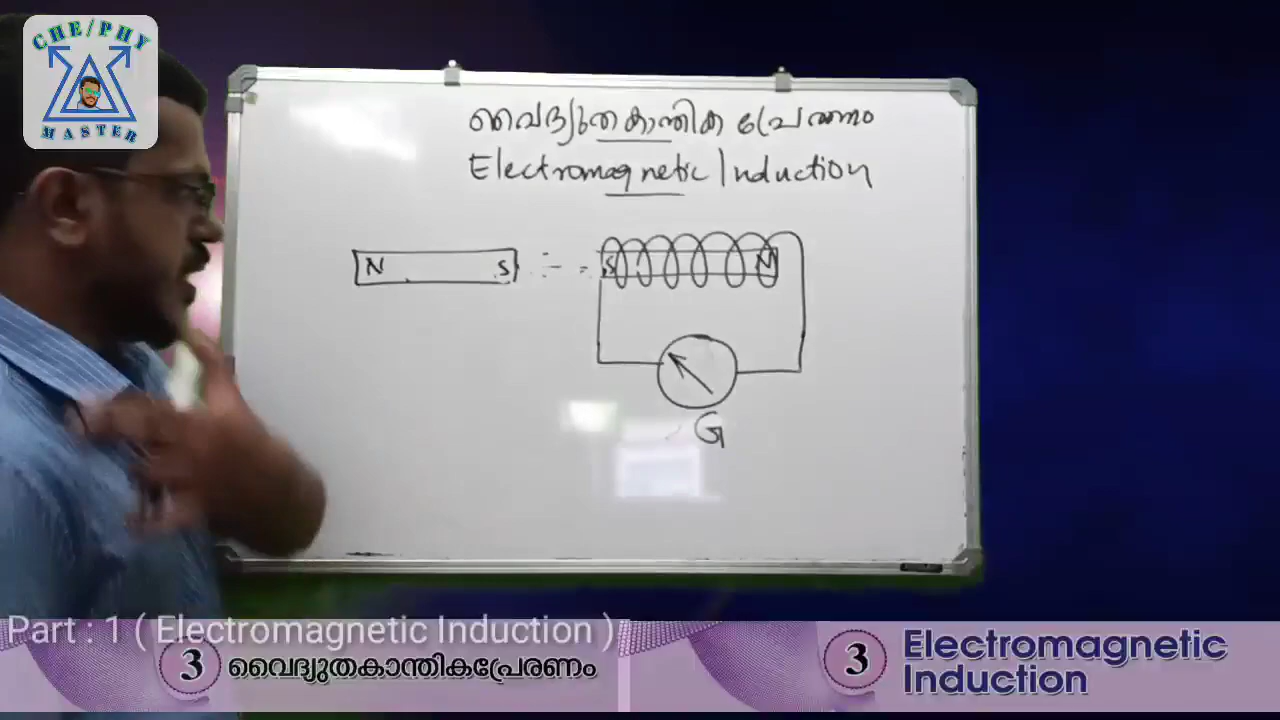 CHE/PHY
MASTER
വൈദ്യുതകാന്തിക പ്രേരണം
Electromagnetic Induction
N S
S N
G
Part : 1 ( Electromagnetic Induction )
3 വൈദ്യുതകാന്തികപ്രേരണം
3 Electromagnetic
Induction